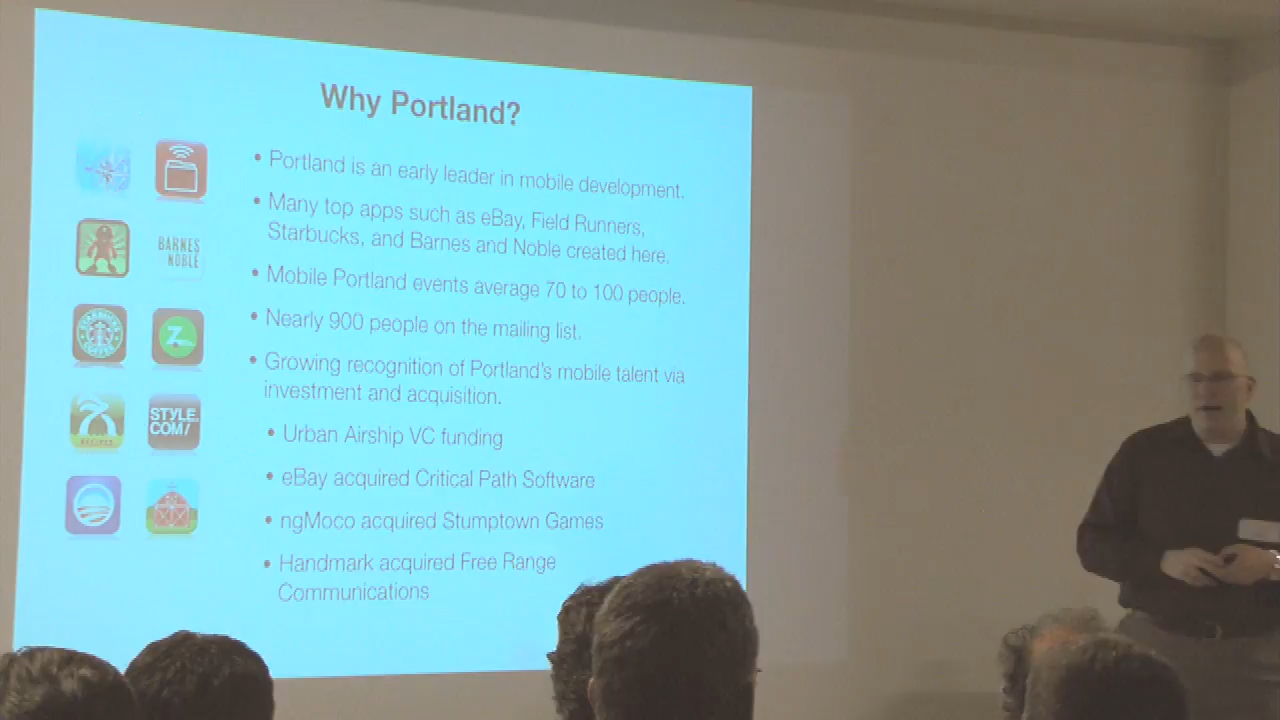 Why Portland?
• Portland is an early leader in mobile development.
• Many top apps such as eBay, Field Runners,
Starbucks, and Barnes and Noble created here.
• Mobile Portland events average 70 to 100 people.
• Nearly 900 people on the mailing list.
• Growing recognition of Portland's mobile talent via
investment and acquisition.
• Urban Airship VC funding
• eBay acquired Critical Path Software
• ngMoco acquired Stumptown Games
• Handmark acquired Free Range
Communications
BARNES
NOBLE
STARBUCKS
COFFEE
Z
RECIPES
STYLE.
COM/